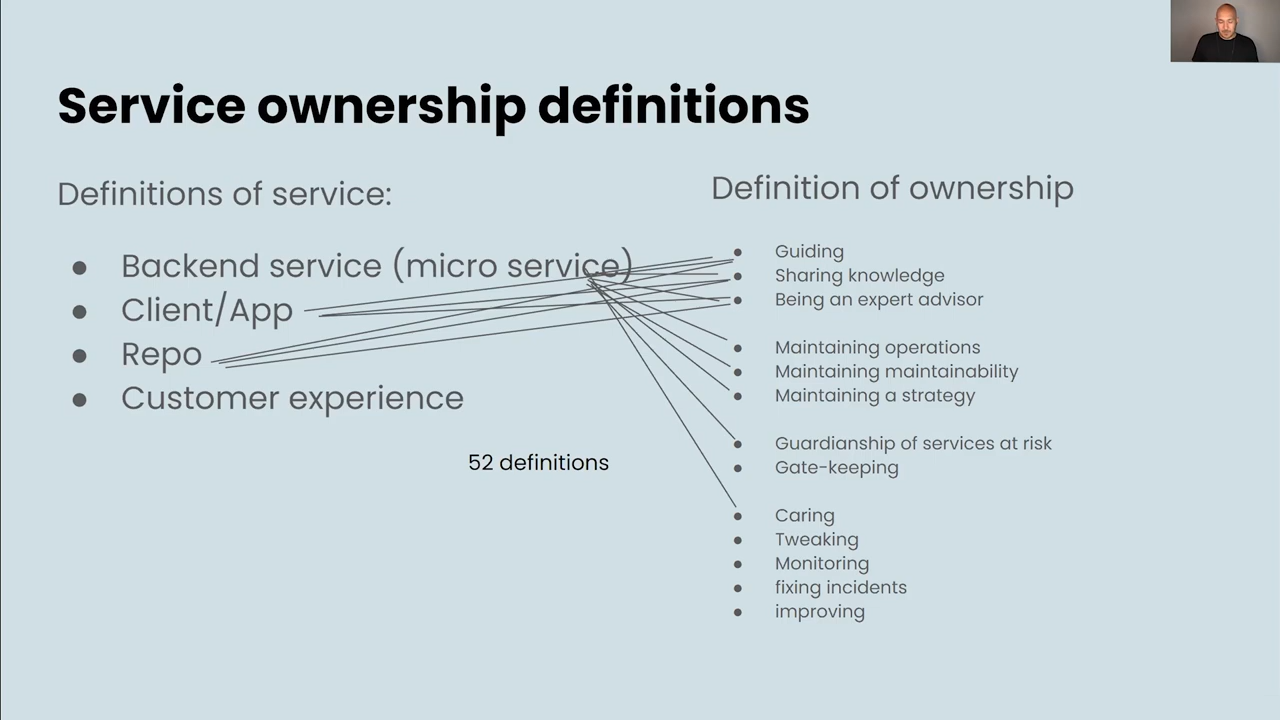 Service ownership definitions
Definitions of service:
● Backend service (micro service)
● Client/App
● Repo
● Customer experience
52 definitions
Definition of ownership
● Guiding
● Sharing knowledge
● Being an expert advisor
● Maintaining operations
● Maintaining maintainability
● Maintaining a strategy
● Guardianship of services at risk
● Gate-keeping
● Caring
● Tweaking
● Monitoring
● fixing incidents
● improving